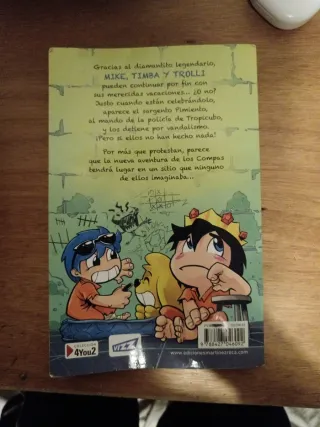 Gracias al diamantito legendario,
MIKE, TIMBA Y TROLLI
pueden continuar por fin con
sus merecidas vacaciones... ¿O no?
Justo cuando están celebrándolo,
aparece el sargento Pimiento,
al mando de la policía de Tropicubo,
y los detiene por vandalismo.
¡Pero si ellos no han hecho nada!
Por más que protestan, parece
que la nueva aventura de los Compas
tendrá lugar en un sitio que ninguno
de ellos imaginaba...
COLECCIÓN
4You2
www.edicionesmartinezroca.com